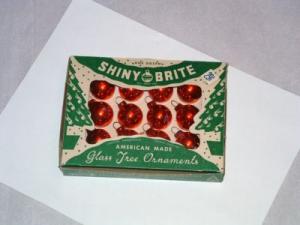 SHINY BRITE
AMERICAN MADE
Glass Tree Ornaments